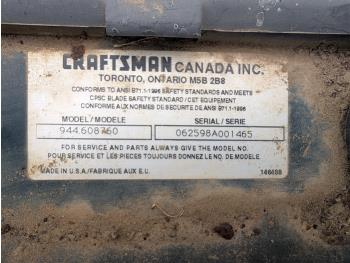 CRAFTSMAN CANADA INC.
TORONTO, ONTARIO M5B 2B8
CONFORMS TO ANSI B71.1-1996 SAFETY STANDARDS AND MEETS
CPSC BLADE SAFETY STANDARD / CET EQUIPEMENT
CONFORME AUX NORMES DE SECURITE DE ANSI B71.1-1996
MODEL / MODELE SERIAL / SERIE
944.608760 062598A001465
FOR SERVICE AND PARTS ALWAYS GIVE THE MODEL NO.
POUR SERVICE ET LES PIECES TOUJOURS DONNEZ LE MODELE NO.
MADE IN U.S.A./FABRIQUE AUX E.U.